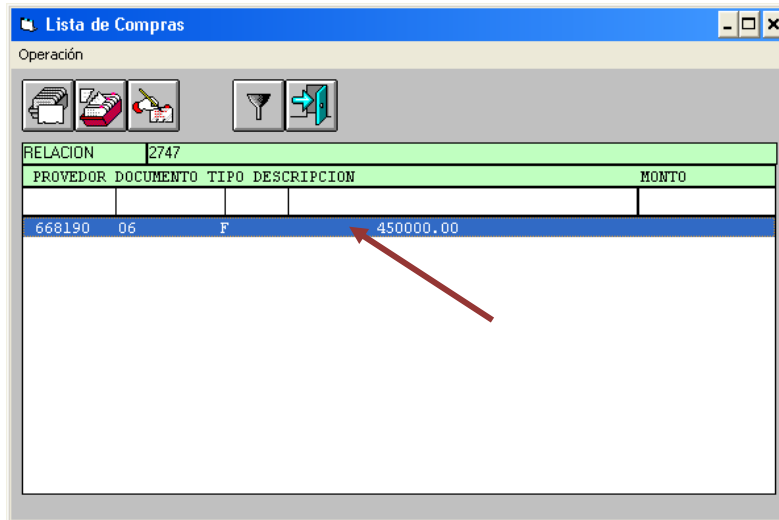 Lista de Compras
Operación
RELACION 2747
PROVEDOR DOCUMENTO TIPO DESCRIPCION MONTO
668190 06 F 450000.00